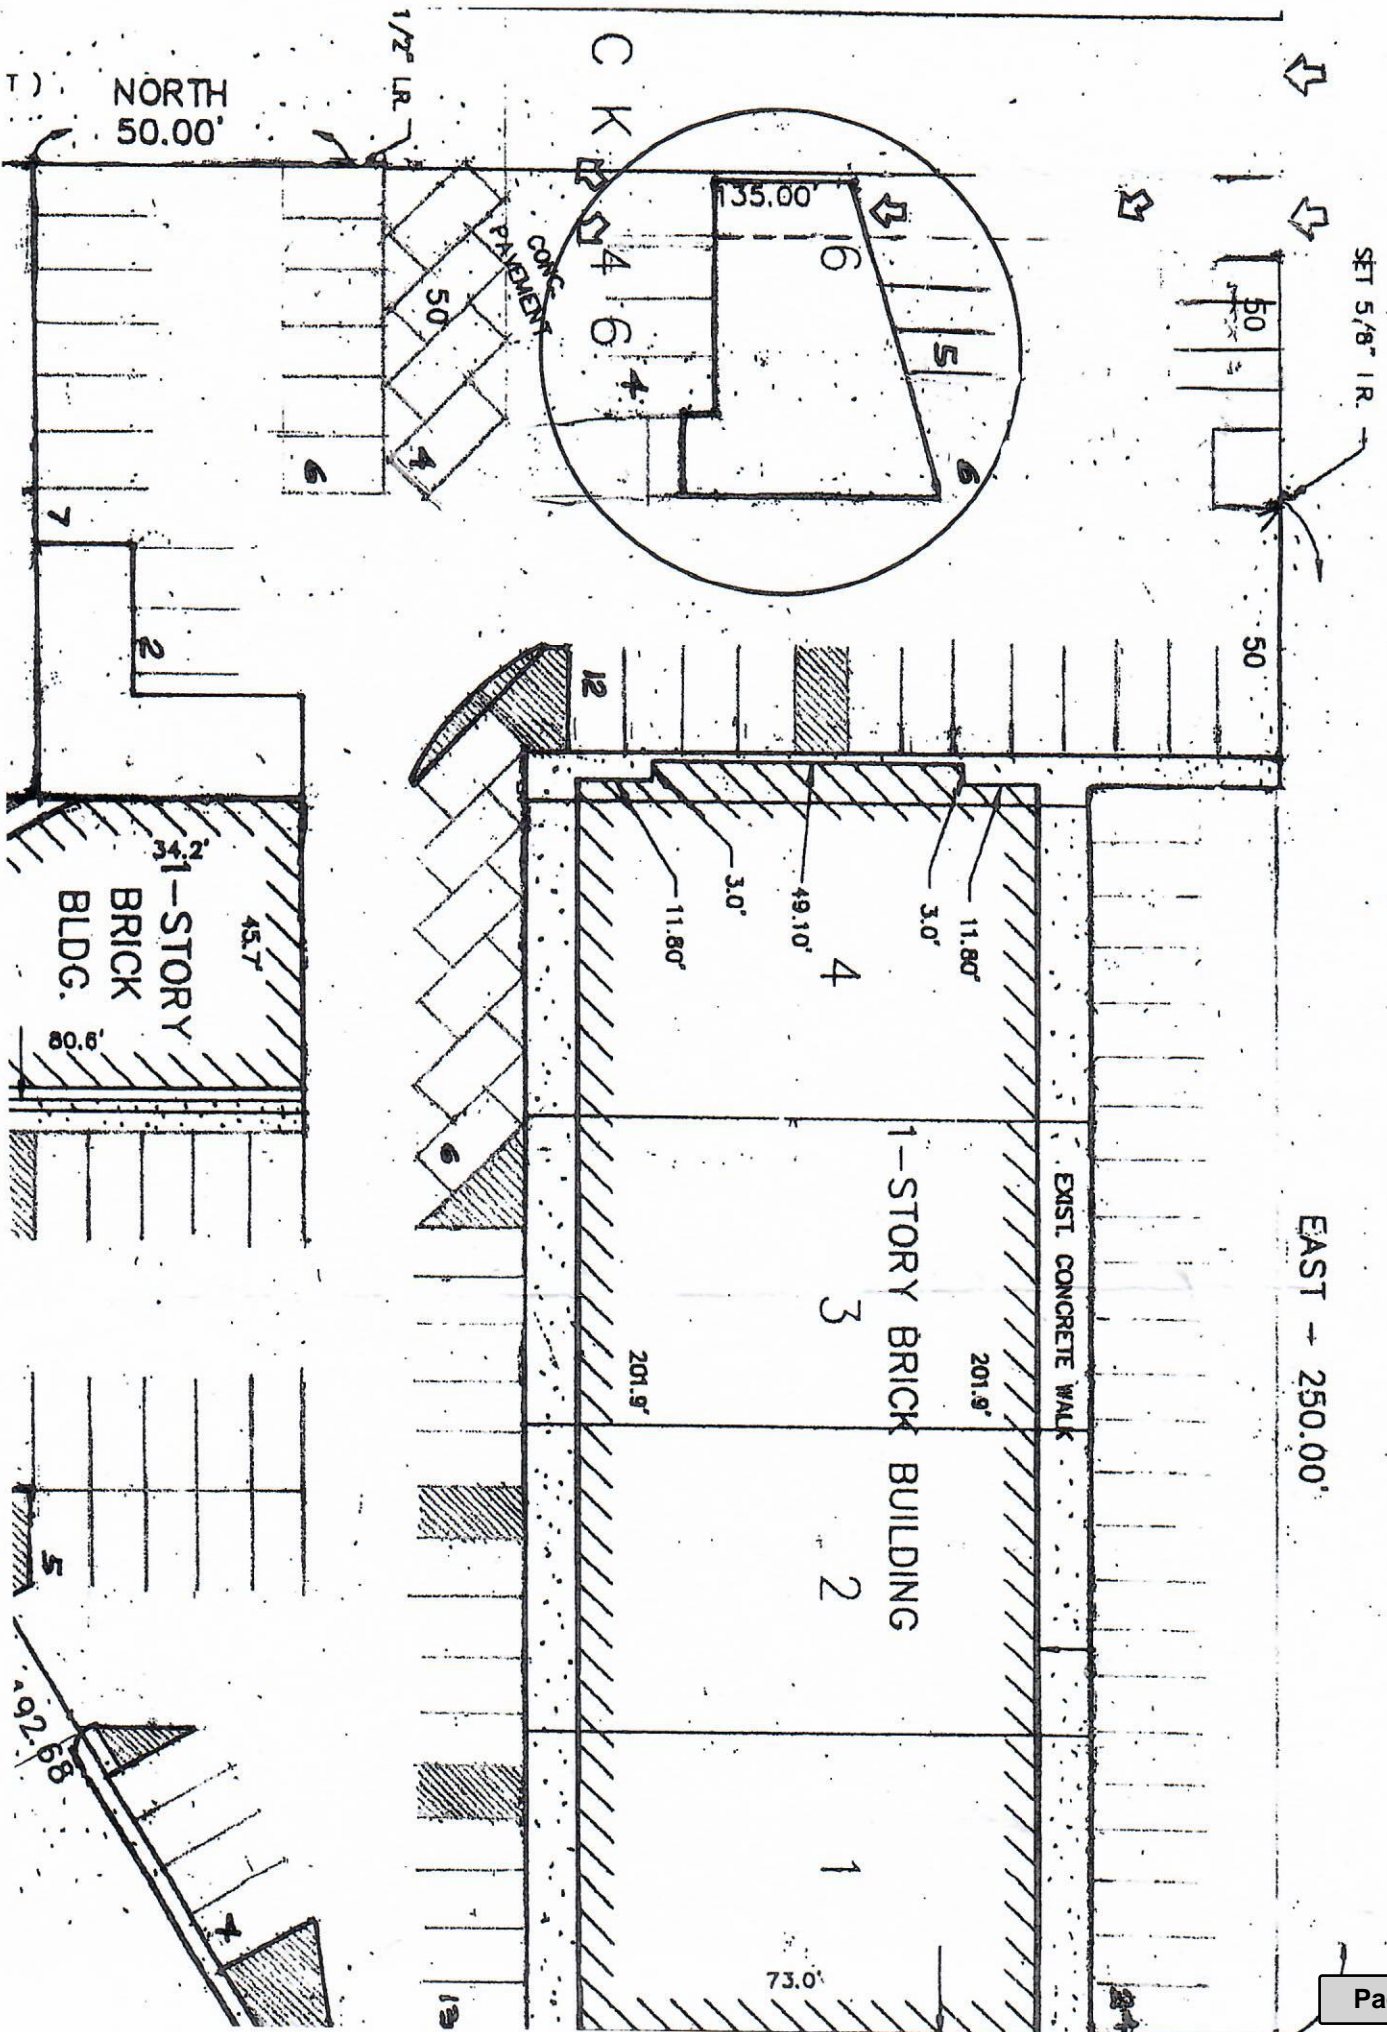 1/2" I.R.
NORTH
50.00'
T)
C K
135.00'
6
4 6
CONC.
PAVEMENT
50
5
4
6
4
6
7
2
12
SET 5/8" I.R.
50
50
34.2'
1-STORY
BRICK
BLDG.
45.7'
80.6'
11.80'
3.0'
49.10'
3.0'
11.80'
4
3
2
1
1-STORY BRICK BUILDING
EXIST. CONCRETE WALK
EAST - 250.00'
201.9'
201.9'
73.0'
6
5
92.68
13
24
Pa